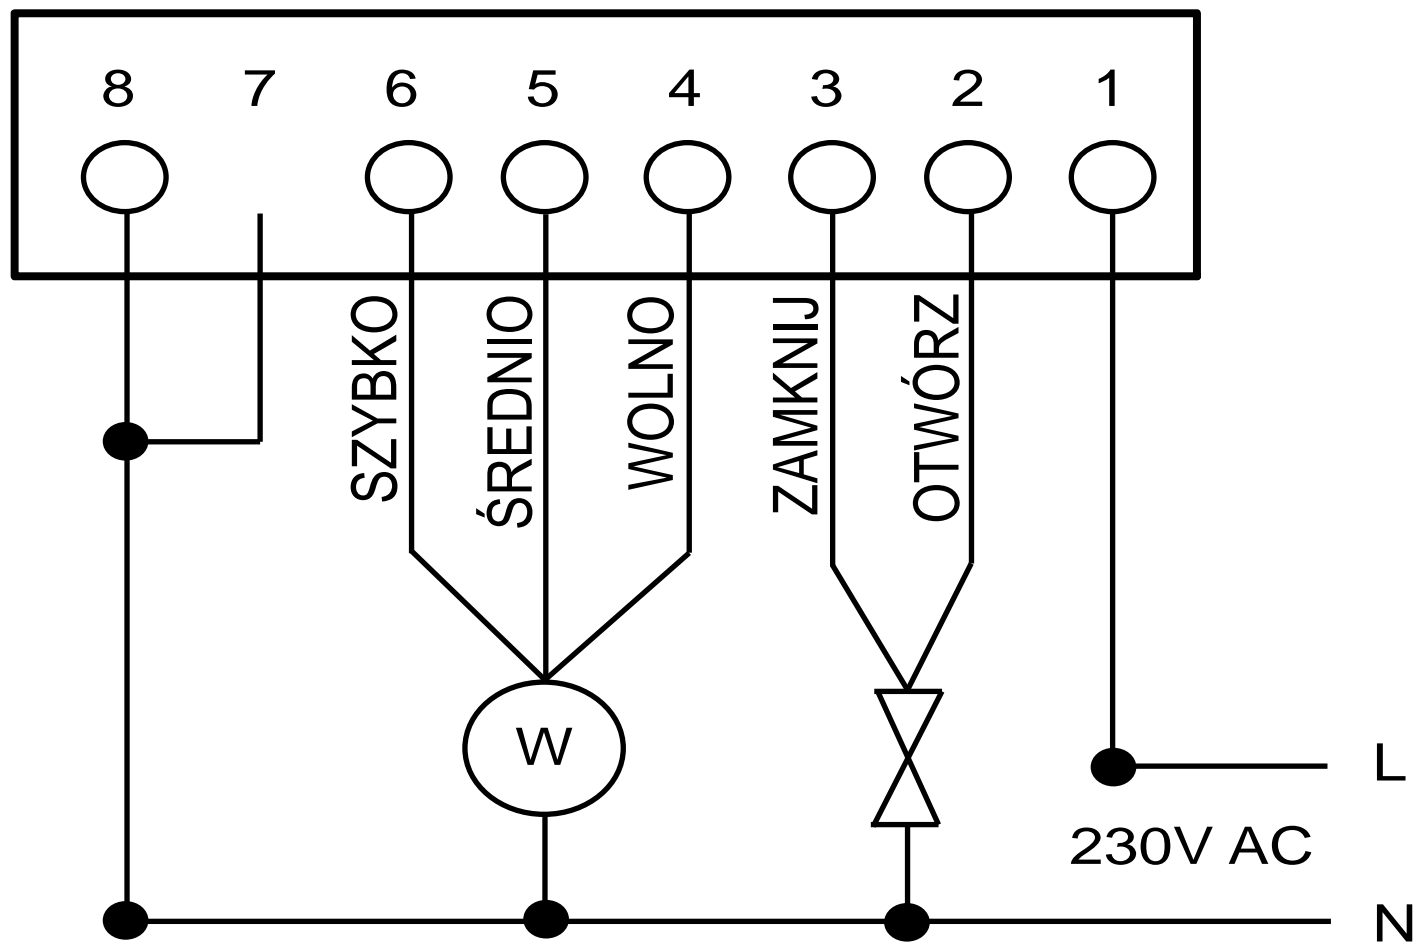 8 7 6 5 4 3 2 1
SZYBKO
ŚREDNIO
WOLNO
ZAMKNIJ
OTWÓRZ
W
L
230V AC
N